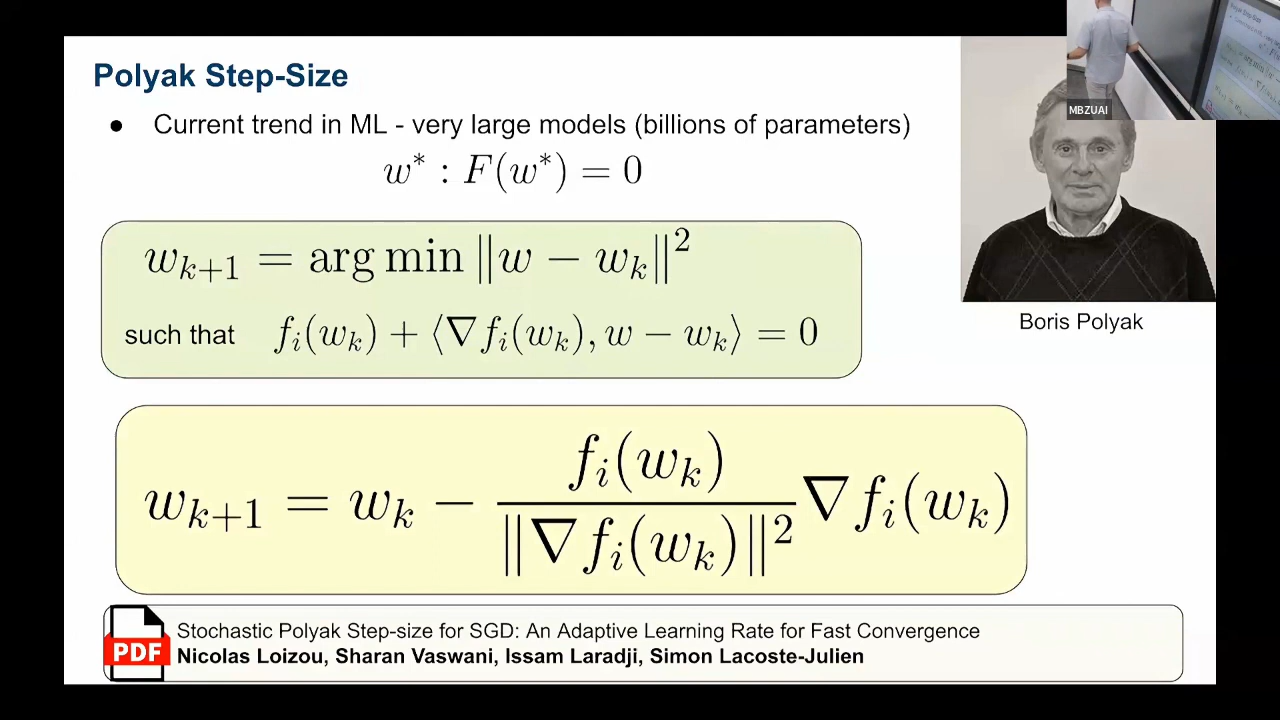 Polyak Step-Size
● Current trend in ML - very large models (billions of parameters)
w* : F(w*) = 0
w_{k+1} = arg min ‖w − w_k‖²
such that f_i(w_k) + ⟨∇f_i(w_k), w − w_k⟩ = 0
w_{k+1} = w_k − \frac{f_i(w_k)}{‖∇f_i(w_k)‖²} ∇f_i(w_k)
MBZUAI
Boris Polyak
PDF
Stochastic Polyak Step-size for SGD: An Adaptive Learning Rate for Fast Convergence
Nicolas Loizou, Sharan Vaswani, Issam Laradji, Simon Lacoste-Julien